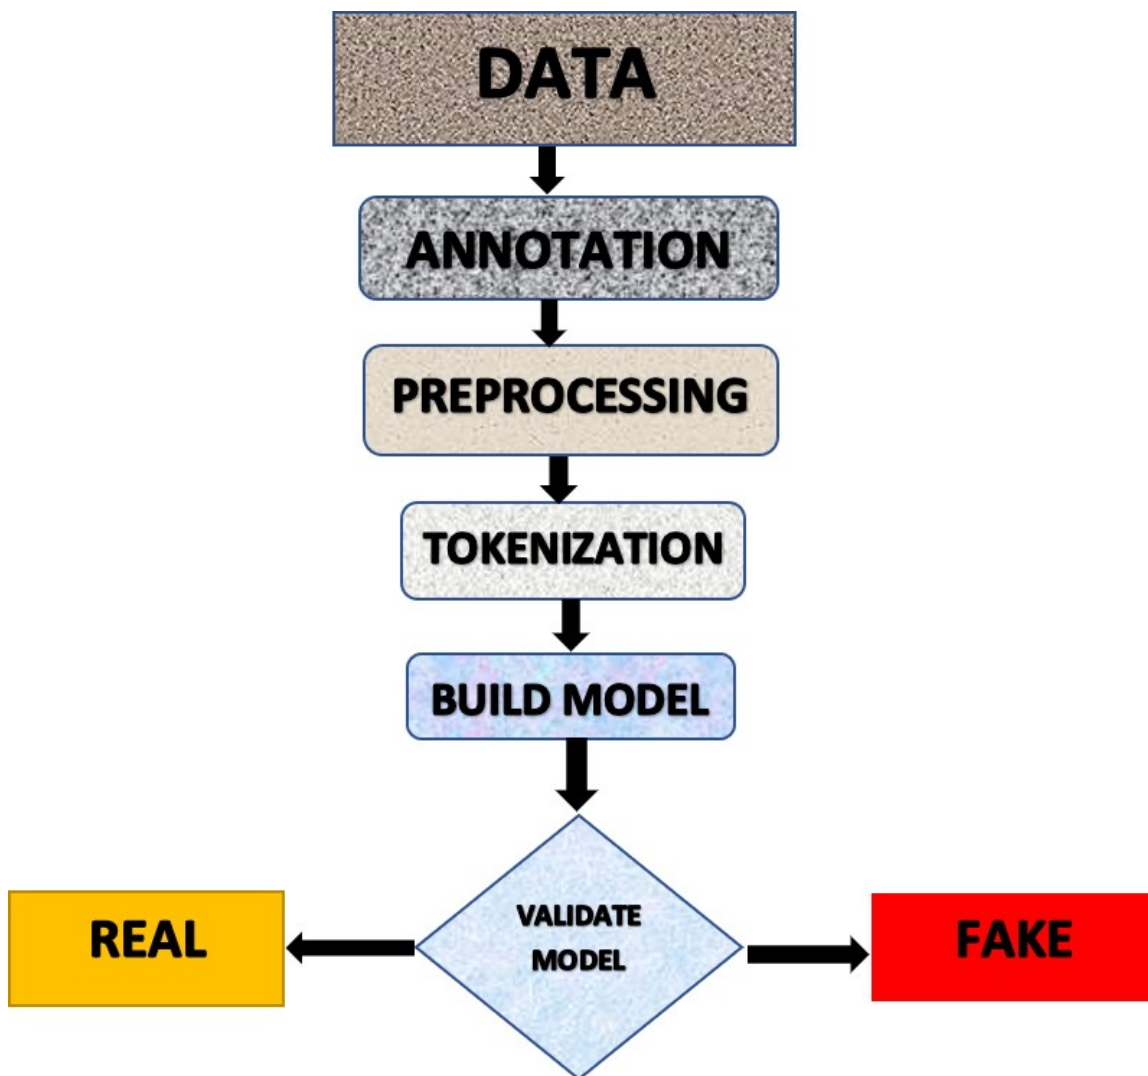 DATA
ANNOTATION
PREPROCESSING
TOKENIZATION
BUILD MODEL
VALIDATE
MODEL
REAL
FAKE